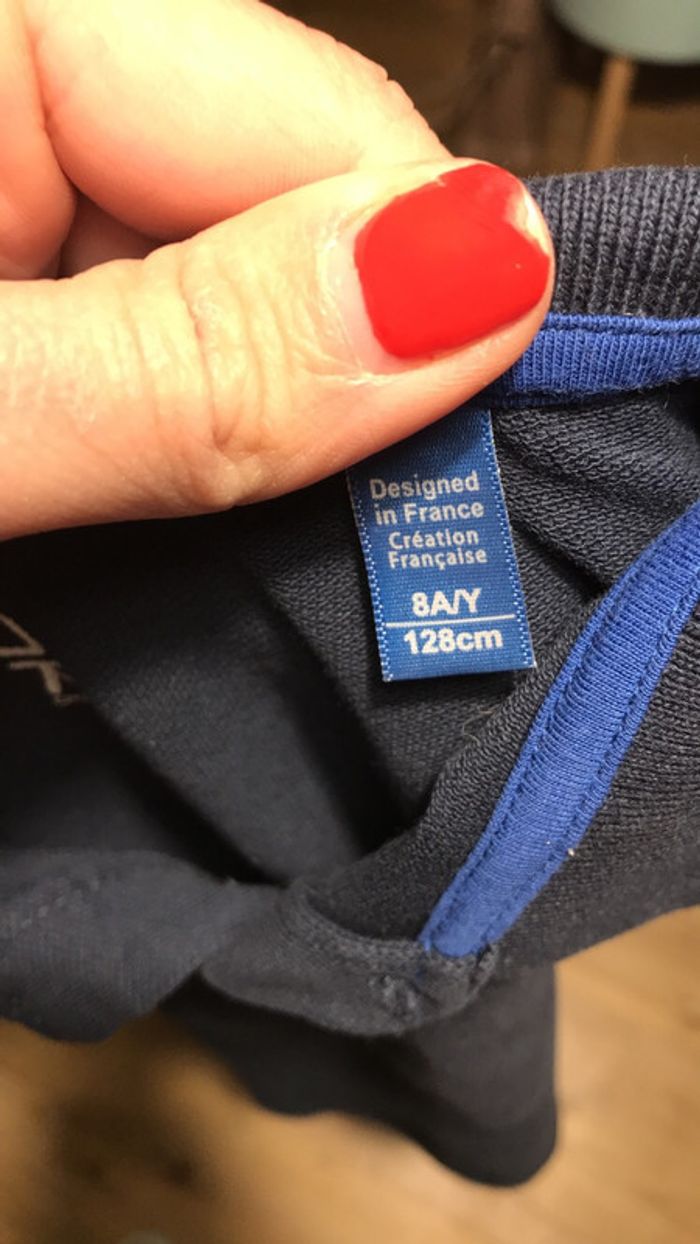 Designed
in France
Création
Française
8A/Y
128cm